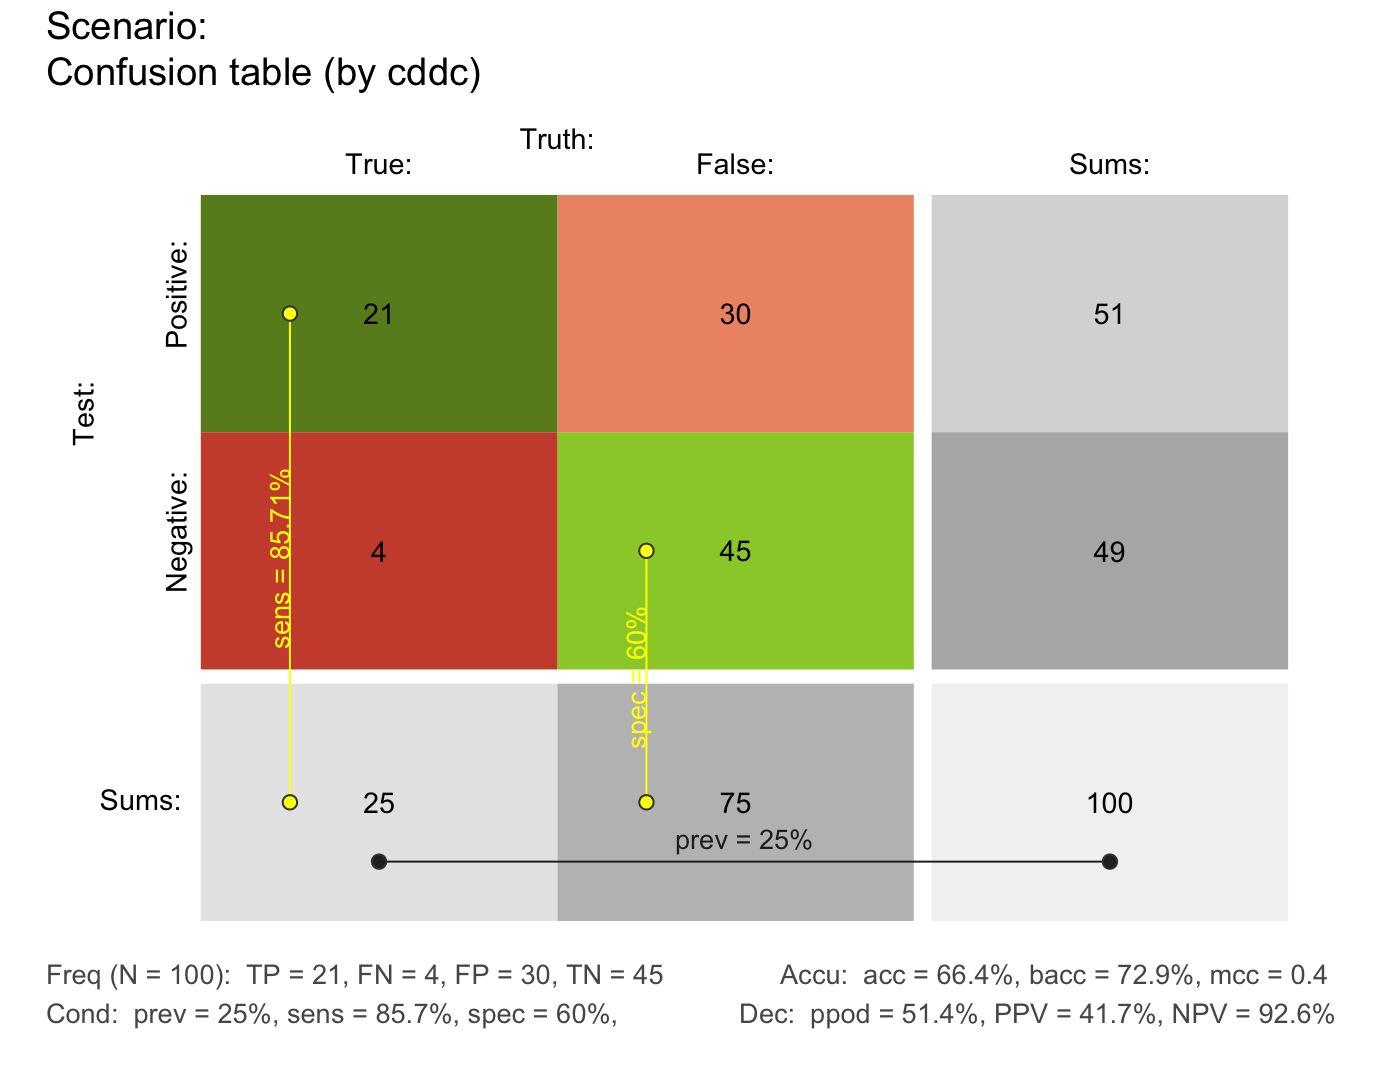 Scenario:
Confusion table (by cddc)
Truth:
True:
False:
Sums:
Test:
Positive:
21
30
51
Negative:
4
45
49
sens = 85.71%
spec = 60%
Sums:
25
75
100
prev = 25%
Freq (N = 100):  TP = 21, FN = 4, FP = 30, TN = 45
Accu:  acc = 66.4%, bacc = 72.9%, mcc = 0.4
Cond:  prev = 25%, sens = 85.7%, spec = 60%,
Dec:  ppod = 51.4%, PPV = 41.7%, NPV = 92.6%